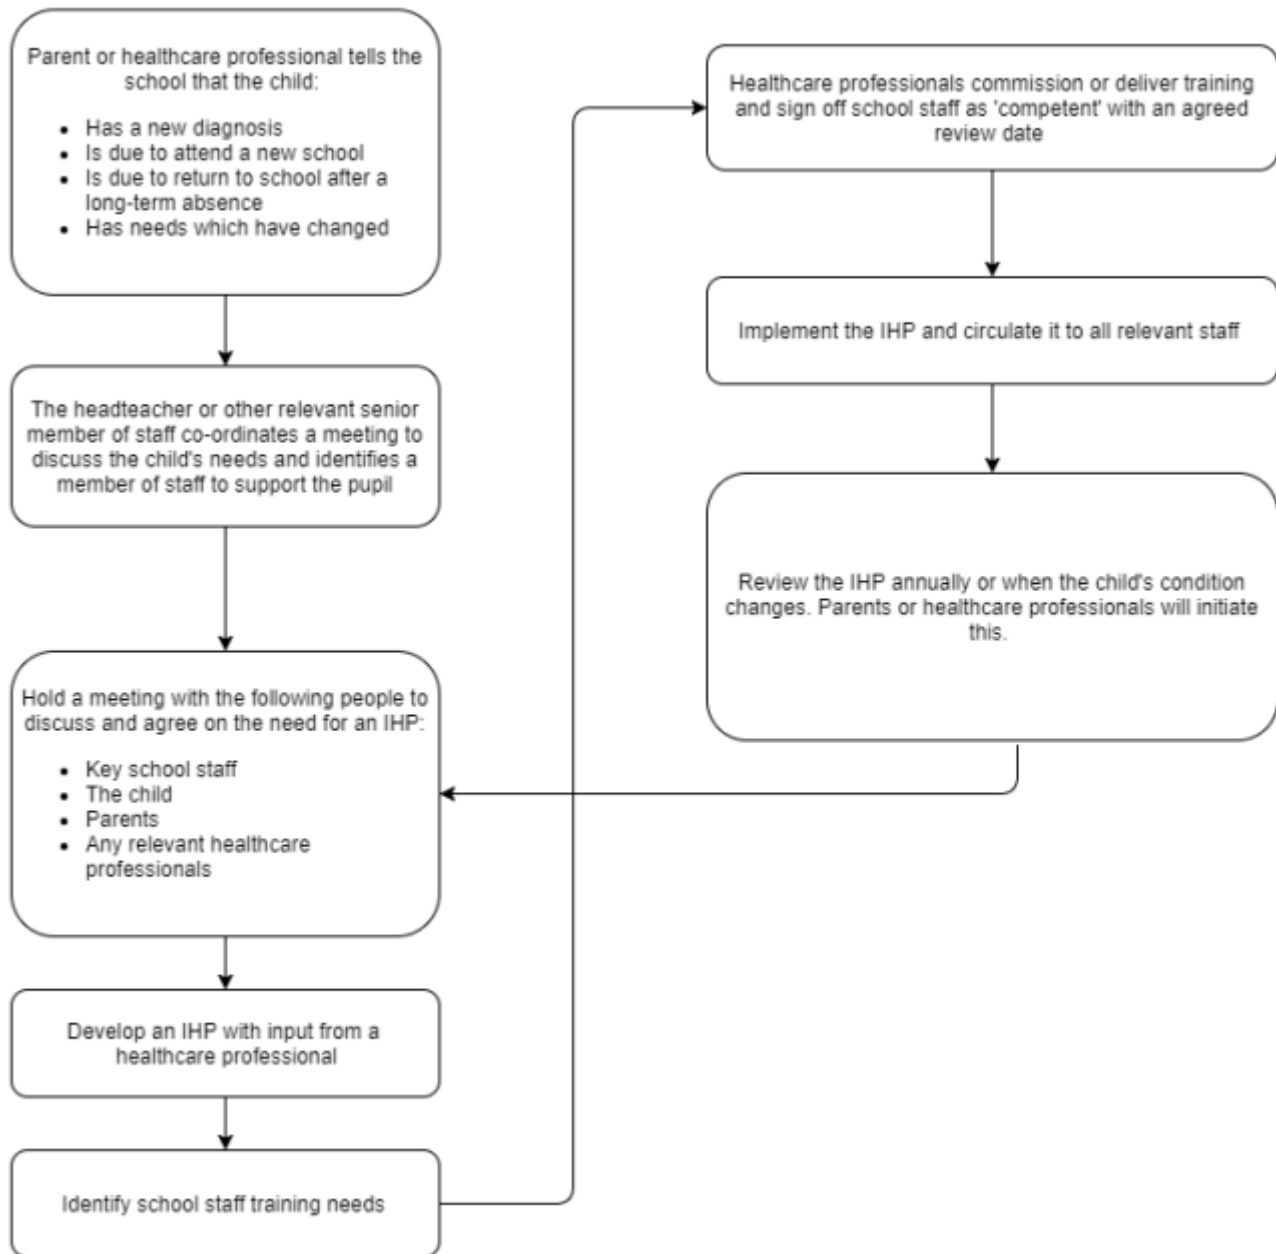 Parent or healthcare professional tells the
school that the child:
• Has a new diagnosis
• Is due to attend a new school
• Is due to return to school after a
long-term absence
• Has needs which have changed
The headteacher or other relevant senior
member of staff co-ordinates a meeting to
discuss the child's needs and identifies a
member of staff to support the pupil
Hold a meeting with the following people to
discuss and agree on the need for an IHP:
• Key school staff
• The child
• Parents
• Any relevant healthcare
professionals
Develop an IHP with input from a
healthcare professional
Identify school staff training needs
Healthcare professionals commission or deliver training
and sign off school staff as 'competent' with an agreed
review date
Implement the IHP and circulate it to all relevant staff
Review the IHP annually or when the child's condition
changes. Parents or healthcare professionals will initiate
this.